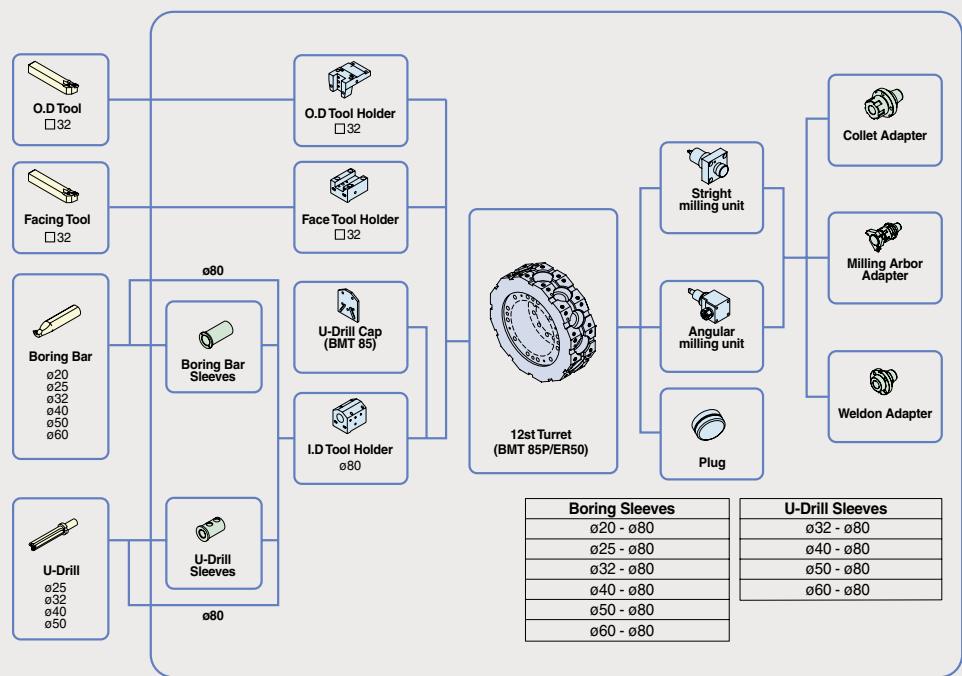 O.D Tool
□32
Facing Tool
□32
Boring Bar
ø20
ø25
ø32
ø40
ø50
ø60
U-Drill
ø25
ø32
ø40
ø50
ø80
Boring Bar
Sleeves
U-Drill
Sleeves
ø80
O.D Tool Holder
□32
Face Tool Holder
□32
U-Drill Cap
(BMT 85)
I.D Tool Holder
ø80
12st Turret
(BMT 85P/ER50)
Stright
milling unit
Angular
milling unit
Plug
Collet Adapter
Milling Arbor
Adapter
Weldon Adapter
Boring Sleeves
ø20 - ø80
ø25 - ø80
ø32 - ø80
ø40 - ø80
ø50 - ø80
ø60 - ø80
U-Drill Sleeves
ø32 - ø80
ø40 - ø80
ø50 - ø80
ø60 - ø80